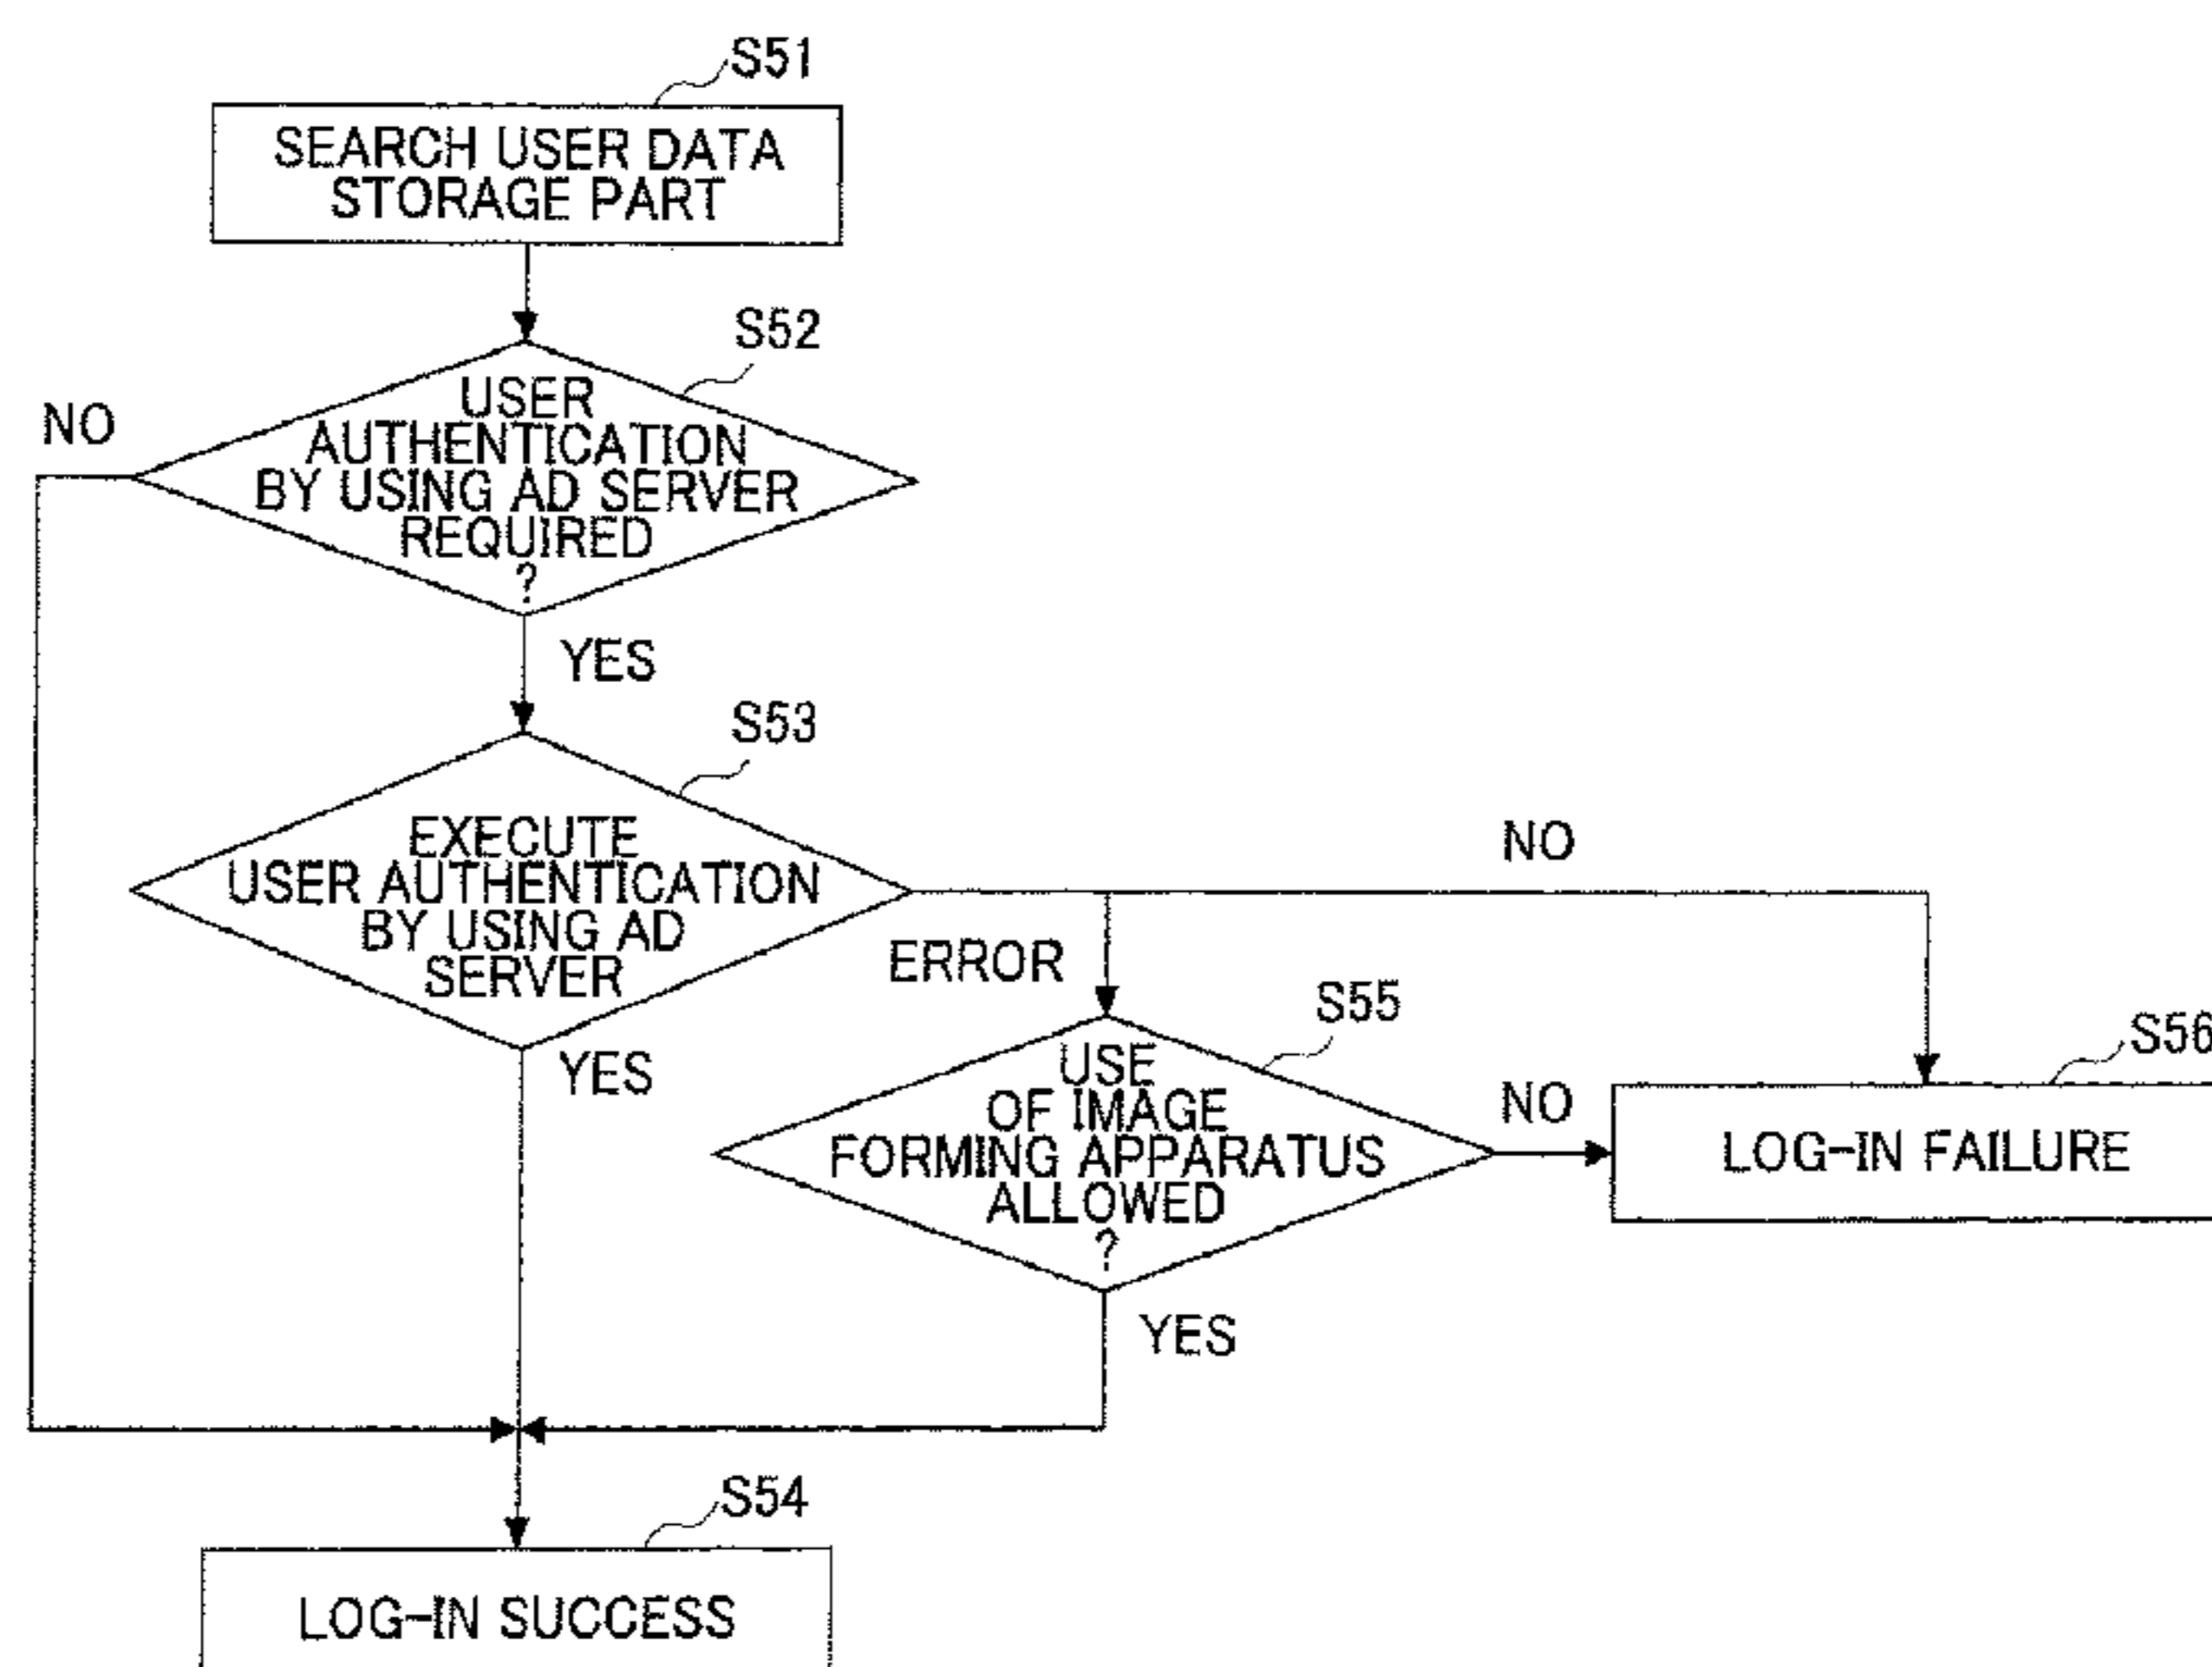 S51
SEARCH USER DATA
STORAGE PART
S52
NO
USER
AUTHENTICATION
BY USING AD SERVER
REQUIRED
?
YES
S53
EXECUTE
USER AUTHENTICATION
BY USING AD
SERVER
NO
ERROR
YES
S55
USE
OF IMAGE
FORMING APPARATUS
ALLOWED
?
NO
S56
LOG-IN FAILURE
YES
S54
LOG-IN SUCCESS